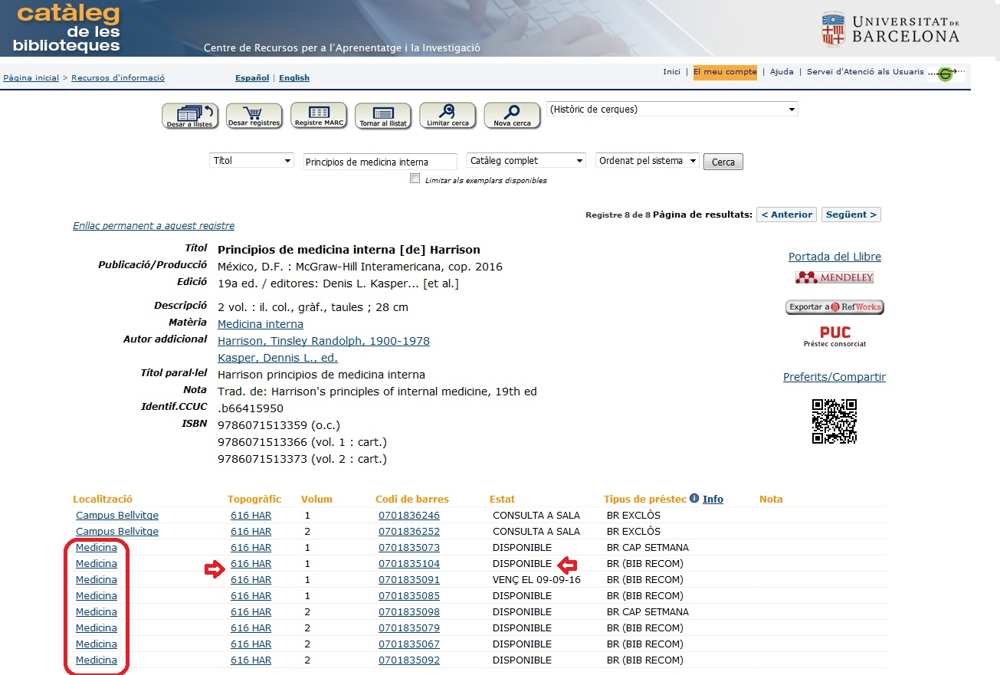 catàleg
de les
biblioteques
Centre de Recursos per a l'Aprenentatge i la Investigació
UNIVERSITAT DE
BARCELONA
Pàgina inicial > Recursos d'informació
Español | English
Inici | El meu compte | Ajuda | Servei d'Atenció als Usuaris
Desar a llistes
Desar registres
Registre MARC
Tornar al llistat
Limitar cerca
Nova cerca
(Històric de cerques)
Títol
Principios de medicina interna
Catàleg complet
Ordenat pel sistema
Cerca
Limitar als exemplars disponibles
Registre 8 de 8 Pàgina de resultats: < Anterior Següent >
Enllaç permanent a aquest registre
Títol Principios de medicina interna [de] Harrison
Publicació/Producció México, D.F. : McGraw-Hill Interamericana, cop. 2016
Edició 19a ed. / editores: Denis L. Kasper... [et al.]
Descripció 2 vol. : il. col., gràf., taules ; 28 cm
Matèria Medicina interna
Autor addicional Harrison, Tinsley Randolph, 1900-1978
Kasper, Dennis L., ed.
Títol paral·lel Harrison principios de medicina interna
Nota Trad. de: Harrison's principles of internal medicine, 19th ed
Identif.CCUC .b66415950
ISBN 9786071513359 (o.c.)
9786071513366 (vol. 1 : cart.)
9786071513373 (vol. 2 : cart.)
Portada del Llibre
MENDELEY
Exportar a RefWorks
PUC
Préstec consorciat
Preferits/Compartir
Localització Topogràfic Volum Codi de barres Estat Tipus de préstec Info Nota
Campus Bellvitge 616 HAR 1 0701836246 CONSULTA A SALA BR EXCLÒS
Campus Bellvitge 616 HAR 2 0701836252 CONSULTA A SALA BR EXCLÒS
Medicina 616 HAR 1 0701835073 DISPONIBLE BR CAP SETMANA
Medicina 616 HAR 1 0701835104 DISPONIBLE BR (BIB RECOM)
Medicina 616 HAR 1 0701835091 VENÇ EL 09-09-16 BR (BIB RECOM)
Medicina 616 HAR 1 0701835085 DISPONIBLE BR (BIB RECOM)
Medicina 616 HAR 2 0701835098 DISPONIBLE BR CAP SETMANA
Medicina 616 HAR 2 0701835079 DISPONIBLE BR (BIB RECOM)
Medicina 616 HAR 2 0701835067 DISPONIBLE BR (BIB RECOM)
Medicina 616 HAR 2 0701835092 DISPONIBLE BR (BIB RECOM)